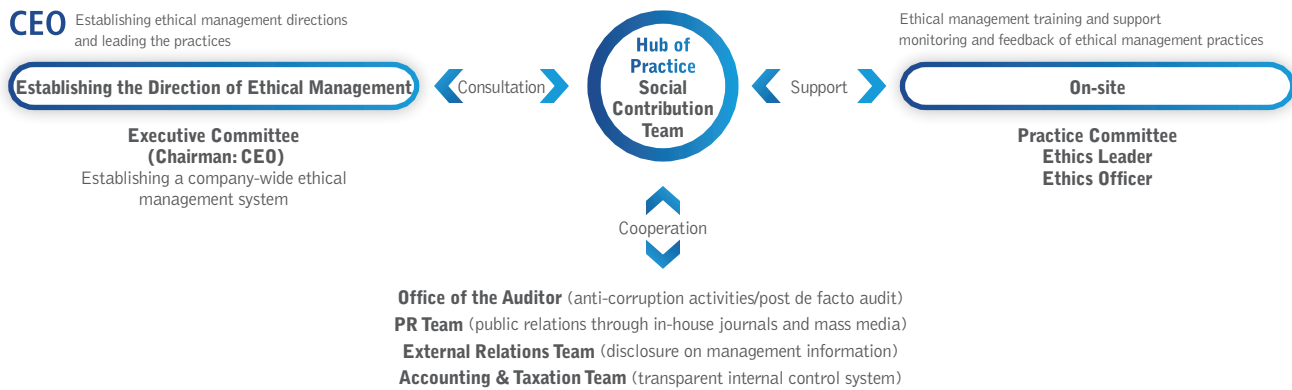 CEO Establishing ethical management directions
and leading the practices
Establishing the Direction of Ethical Management
Executive Committee
(Chairman: CEO)
Establishing a company-wide ethical
management system
Consultation
Hub of
Practice
Social
Contribution
Team
Support
Ethical management training and support
monitoring and feedback of ethical management practices
On-site
Practice Committee
Ethics Leader
Ethics Officer
Cooperation
Office of the Auditor (anti-corruption activities/post de facto audit)
PR Team (public relations through in-house journals and mass media)
External Relations Team (disclosure on management information)
Accounting & Taxation Team (transparent internal control system)